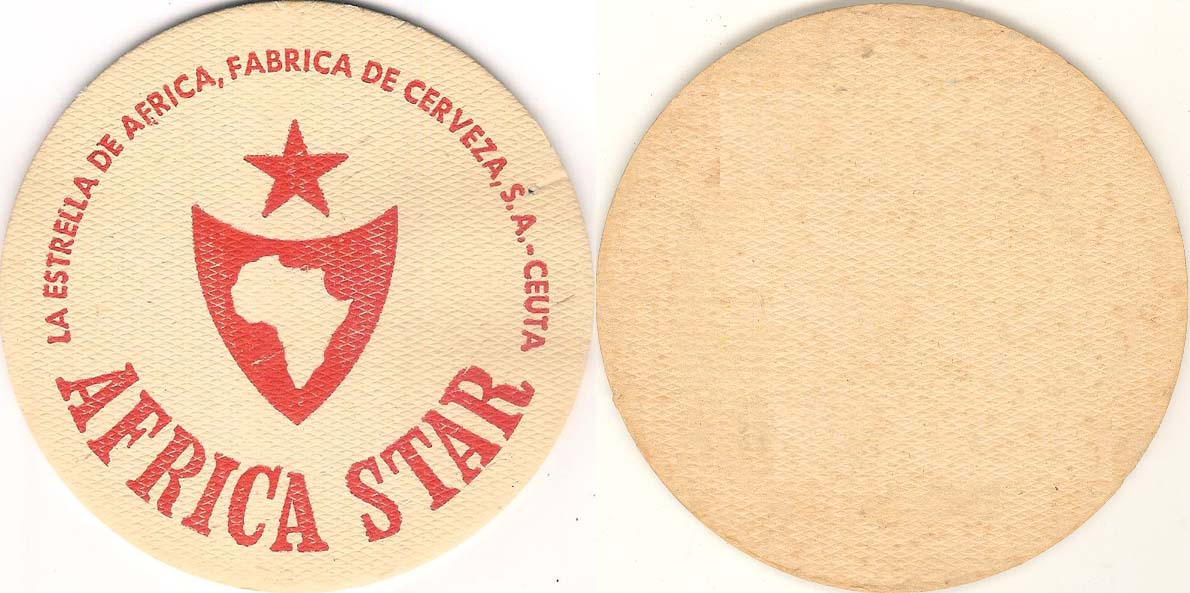 LA ESTRELLA DE AFRICA, FABRICA DE CERVEZA, S.A.-CEUTA
AFRICA STAR